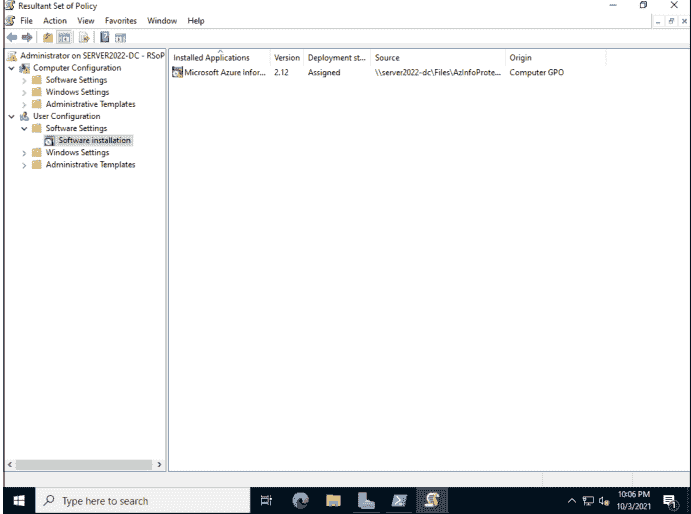 Resultant Set of Policy
File Action View Favorites Window Help
Administrator on SERVER2022-DC - RSoP
Computer Configuration
Software Settings
Windows Settings
Administrative Templates
User Configuration
Software Settings
Software installation
Windows Settings
Administrative Templates
Installed Applications Version Deployment st... Source Origin
Microsoft Azure Infor... 2.12 Assigned \\server2022-dc\Files\AzInfoProte... Computer GPO
Type here to search
10:06 PM
10/3/2021
1